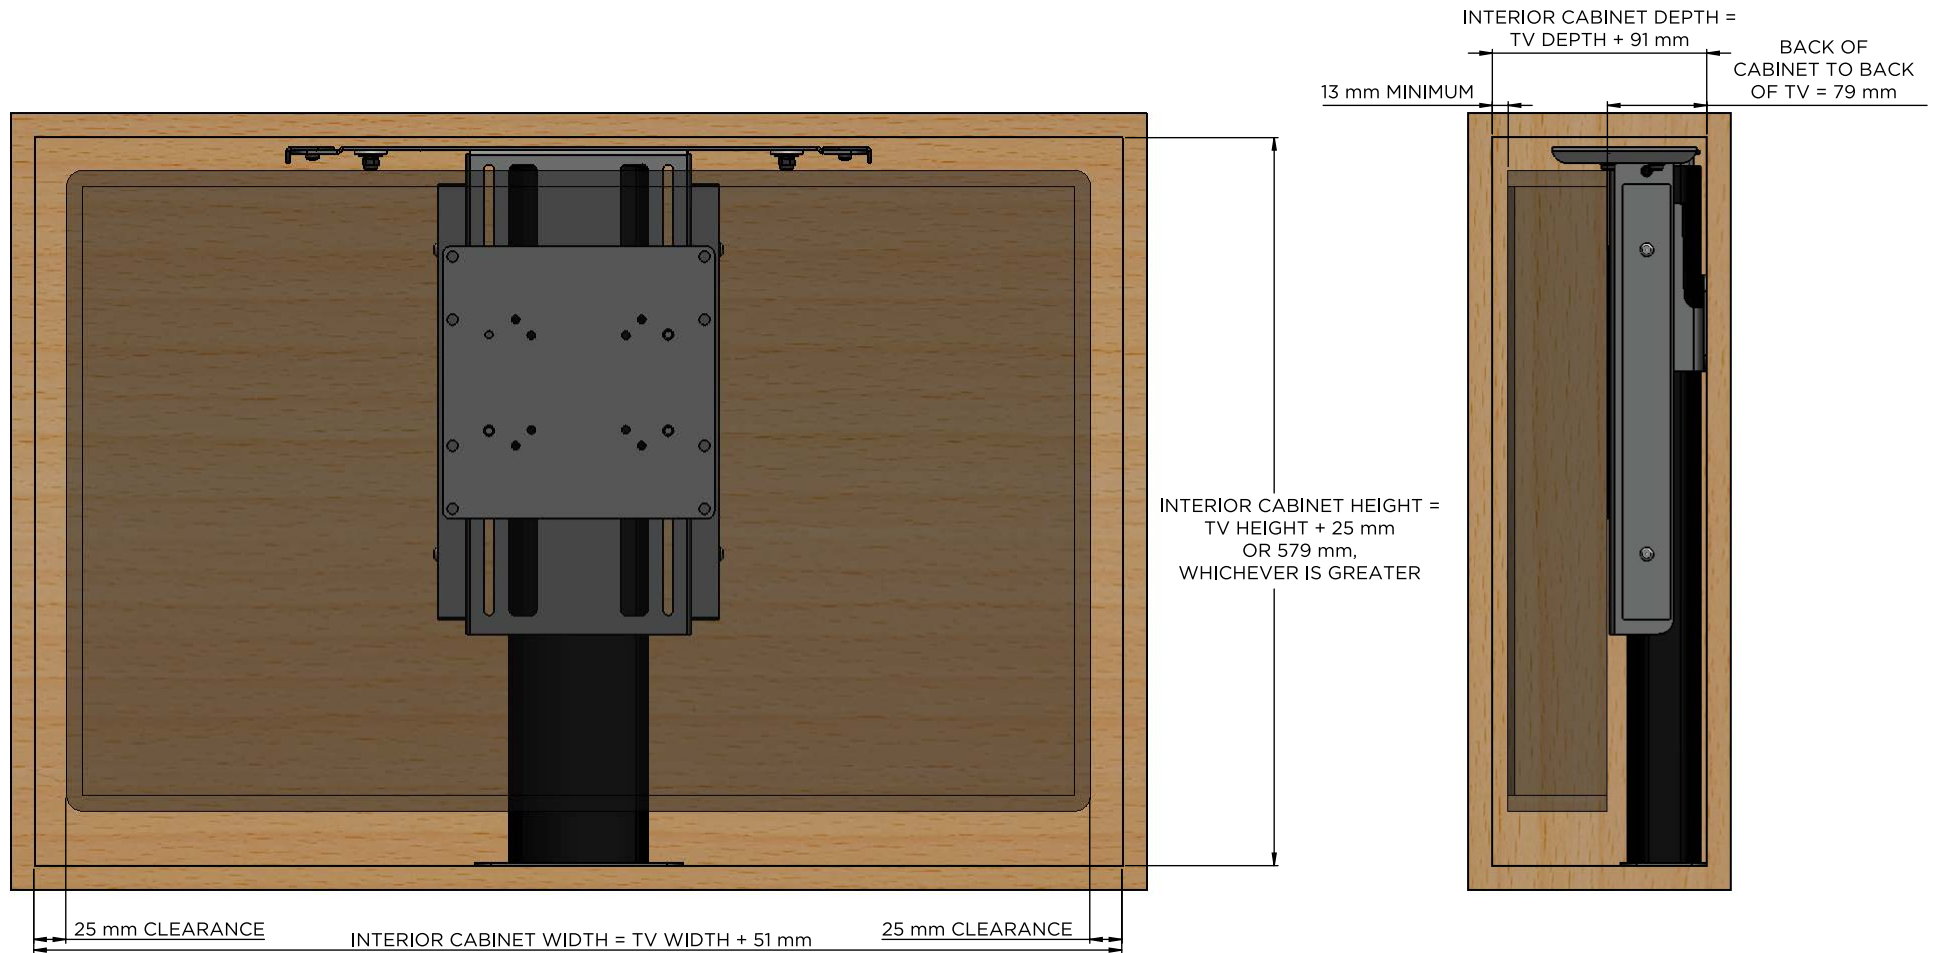 INTERIOR CABINET DEPTH =
TV DEPTH + 91 mm
BACK OF
CABINET TO BACK
OF TV = 79 mm
13 mm MINIMUM
INTERIOR CABINET HEIGHT =
TV HEIGHT + 25 mm
OR 579 mm,
WHICHEVER IS GREATER
25 mm CLEARANCE
INTERIOR CABINET WIDTH = TV WIDTH + 51 mm
25 mm CLEARANCE